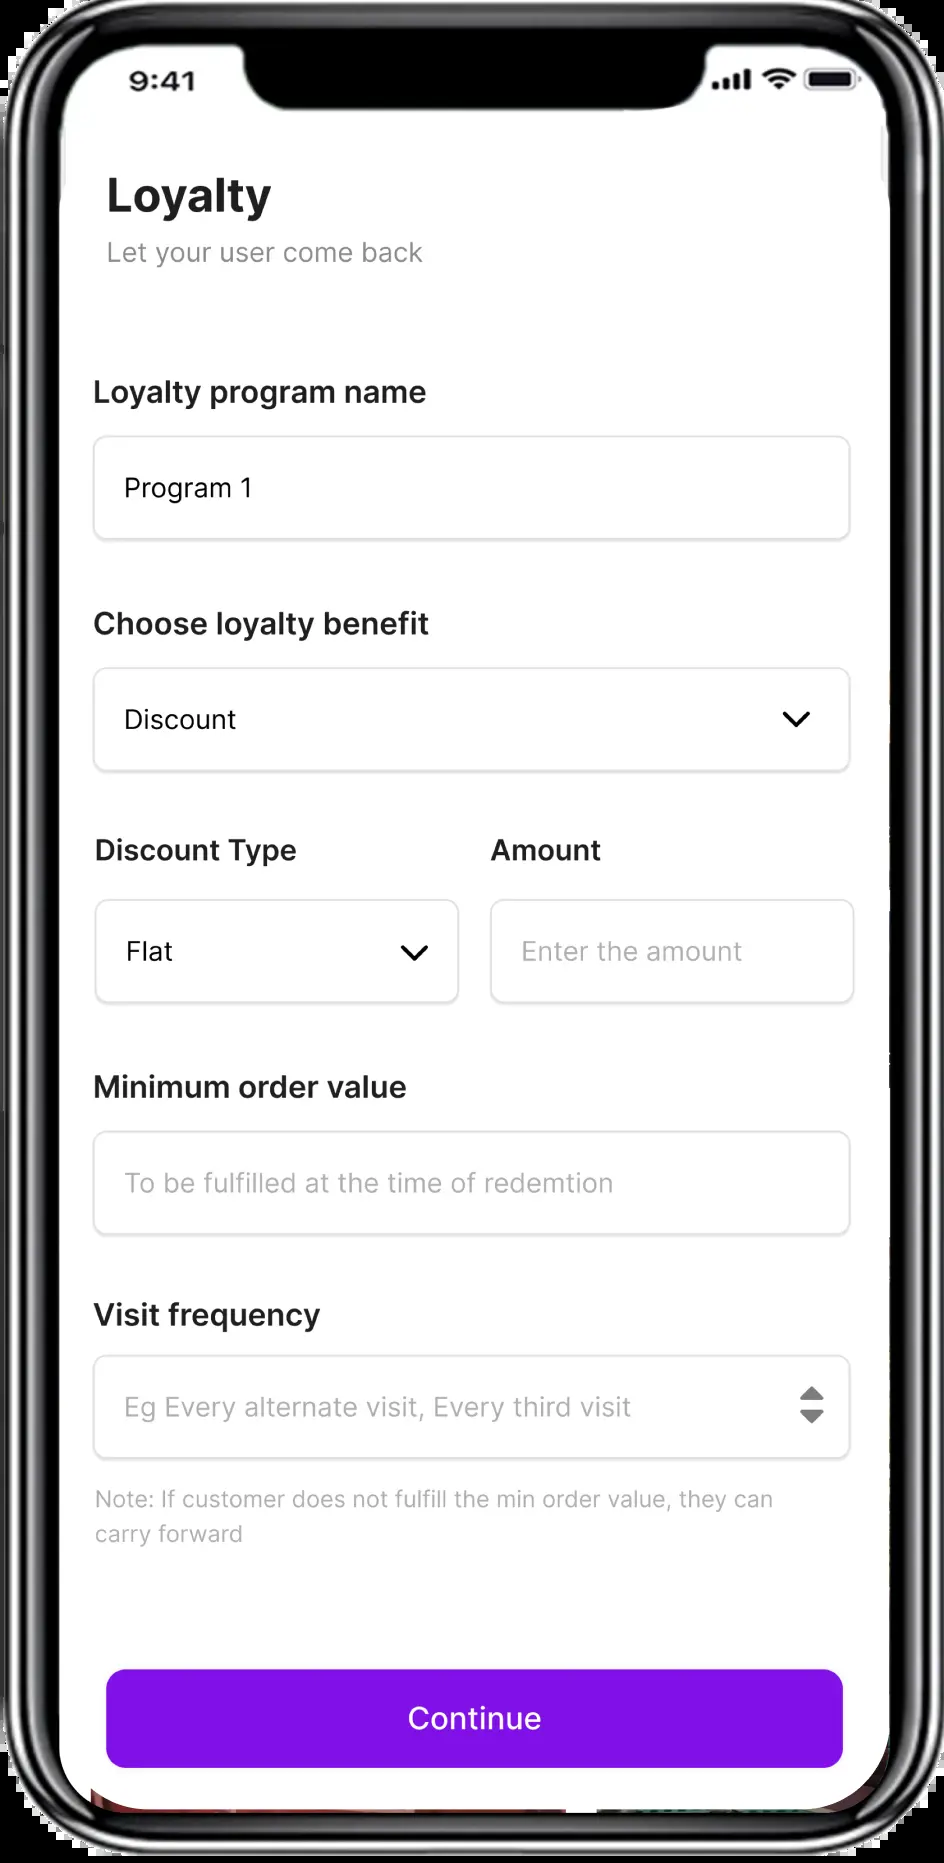 9:41
Loyalty
Let your user come back
Loyalty program name
Program 1
Choose loyalty benefit
Discount
Discount Type
Amount
Flat
Enter the amount
Minimum order value
To be fulfilled at the time of redemtion
Visit frequency
Eg Every alternate visit, Every third visit
Note: If customer does not fulfill the min order value, they can
carry forward
Continue